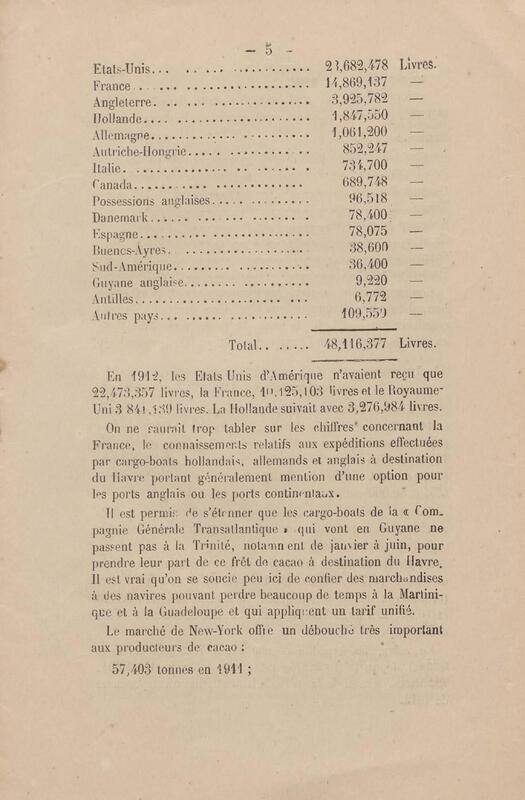 — 5 -
Etats-Unis... .. .. .. .............. 23,682,478 Livres.
France . .. ..................... 14,869,137 —
Angleterre. .. .. ................ 3,925,782 —
Hollande.... .................... 1,847,550 —
Allemagne....................... 1,061,200 —
Autriche-Hongrie..... ............ 852,247 —
Italie. ........................... 734,700 —
Canada.......................... 689,748 —
Possessions anglaises..... .......... 96,518 —
Danemark....................... 78,400 —
Espagne......................... 78,075 —
Buenos-Ayres. .................... 38,600 —
Sud-Amérique.................... 36,400 —
Guyane anglaise................... 9,220 —
Antilles.................... .. ... 6,772 —
Autres pays... .................... 109,559 —
Total.. ..... 48,116,377 Livres.
En 1912, les Etats Unis d'Amérique n'avaient reçu que
22,473,357 livres, la France, 10,125,103 livres et le Royaume-
Uni 3 841,139 livres. La Hollande suivait avec 3,276,984 livres.
On ne saurait trop tabler sur les chiffres concernant la
France, le connaissements relatifs aux expéditions effectuées
par cargo-boats hollandais, allemands et anglais à destination
du Havre portant généralement mention d'une option pour
les ports anglais ou les ports continentaux.
Il est permis de s'étonner que les cargo-boats de la « Com-
pagnie Générale Transatlantique » qui vont en Guyane ne
passent pas à la Trinité, notamment de janvier à juin, pour
prendre leur part de ce frêt de cacao à destination du Havre.
Il est vrai qu'on se soucie peu ici de confier des marchandises
à des navires pouvant perdre beaucoup de temps à la Martini-
que et à la Guadeloupe et qui appliquent un tarif unifié.
Le marché de New-York offre un débouché très important
aux producteurs de cacao :
57,403 tonnes en 1911 ;